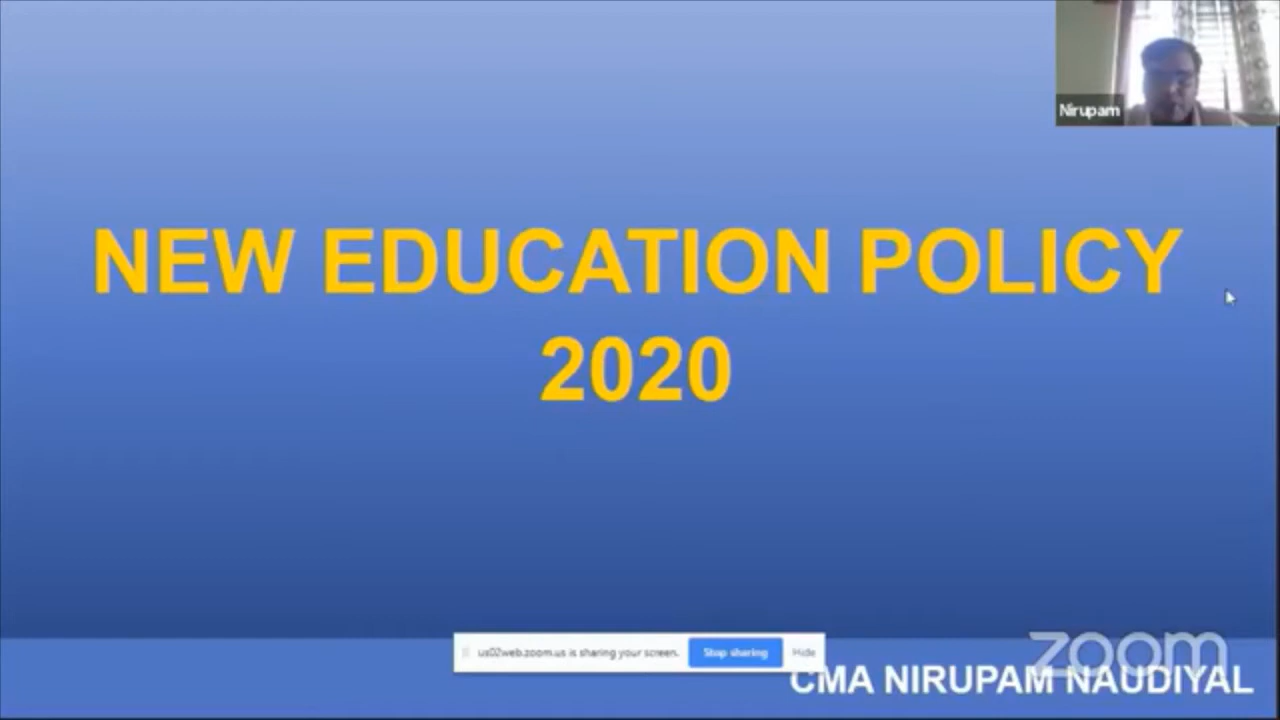 Nirupam
NEW EDUCATION POLICY
2020
us02web.zoom.us is sharing your screen.
Stop sharing
Hide
zoom
CMA NIRUPAM NAUDIYAL